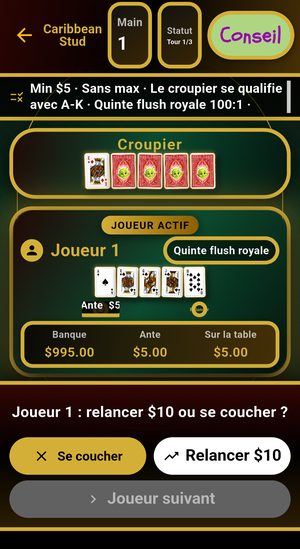 Caribbean
Stud
Main
1
Statut
Tour 1/3
Conseil
Min $5 · Sans max · Le croupier se qualifie
avec A-K · Quinte flush royale 100:1 ·
Croupier
JOUEUR ACTIF
Joueur 1
Quinte flush royale
Ante $5
Banque
Ante
Sur la table
$995.00
$5.00
$5.00
Joueur 1 : relancer $10 ou se coucher ?
Se coucher
Relancer $10
Joueur suivant